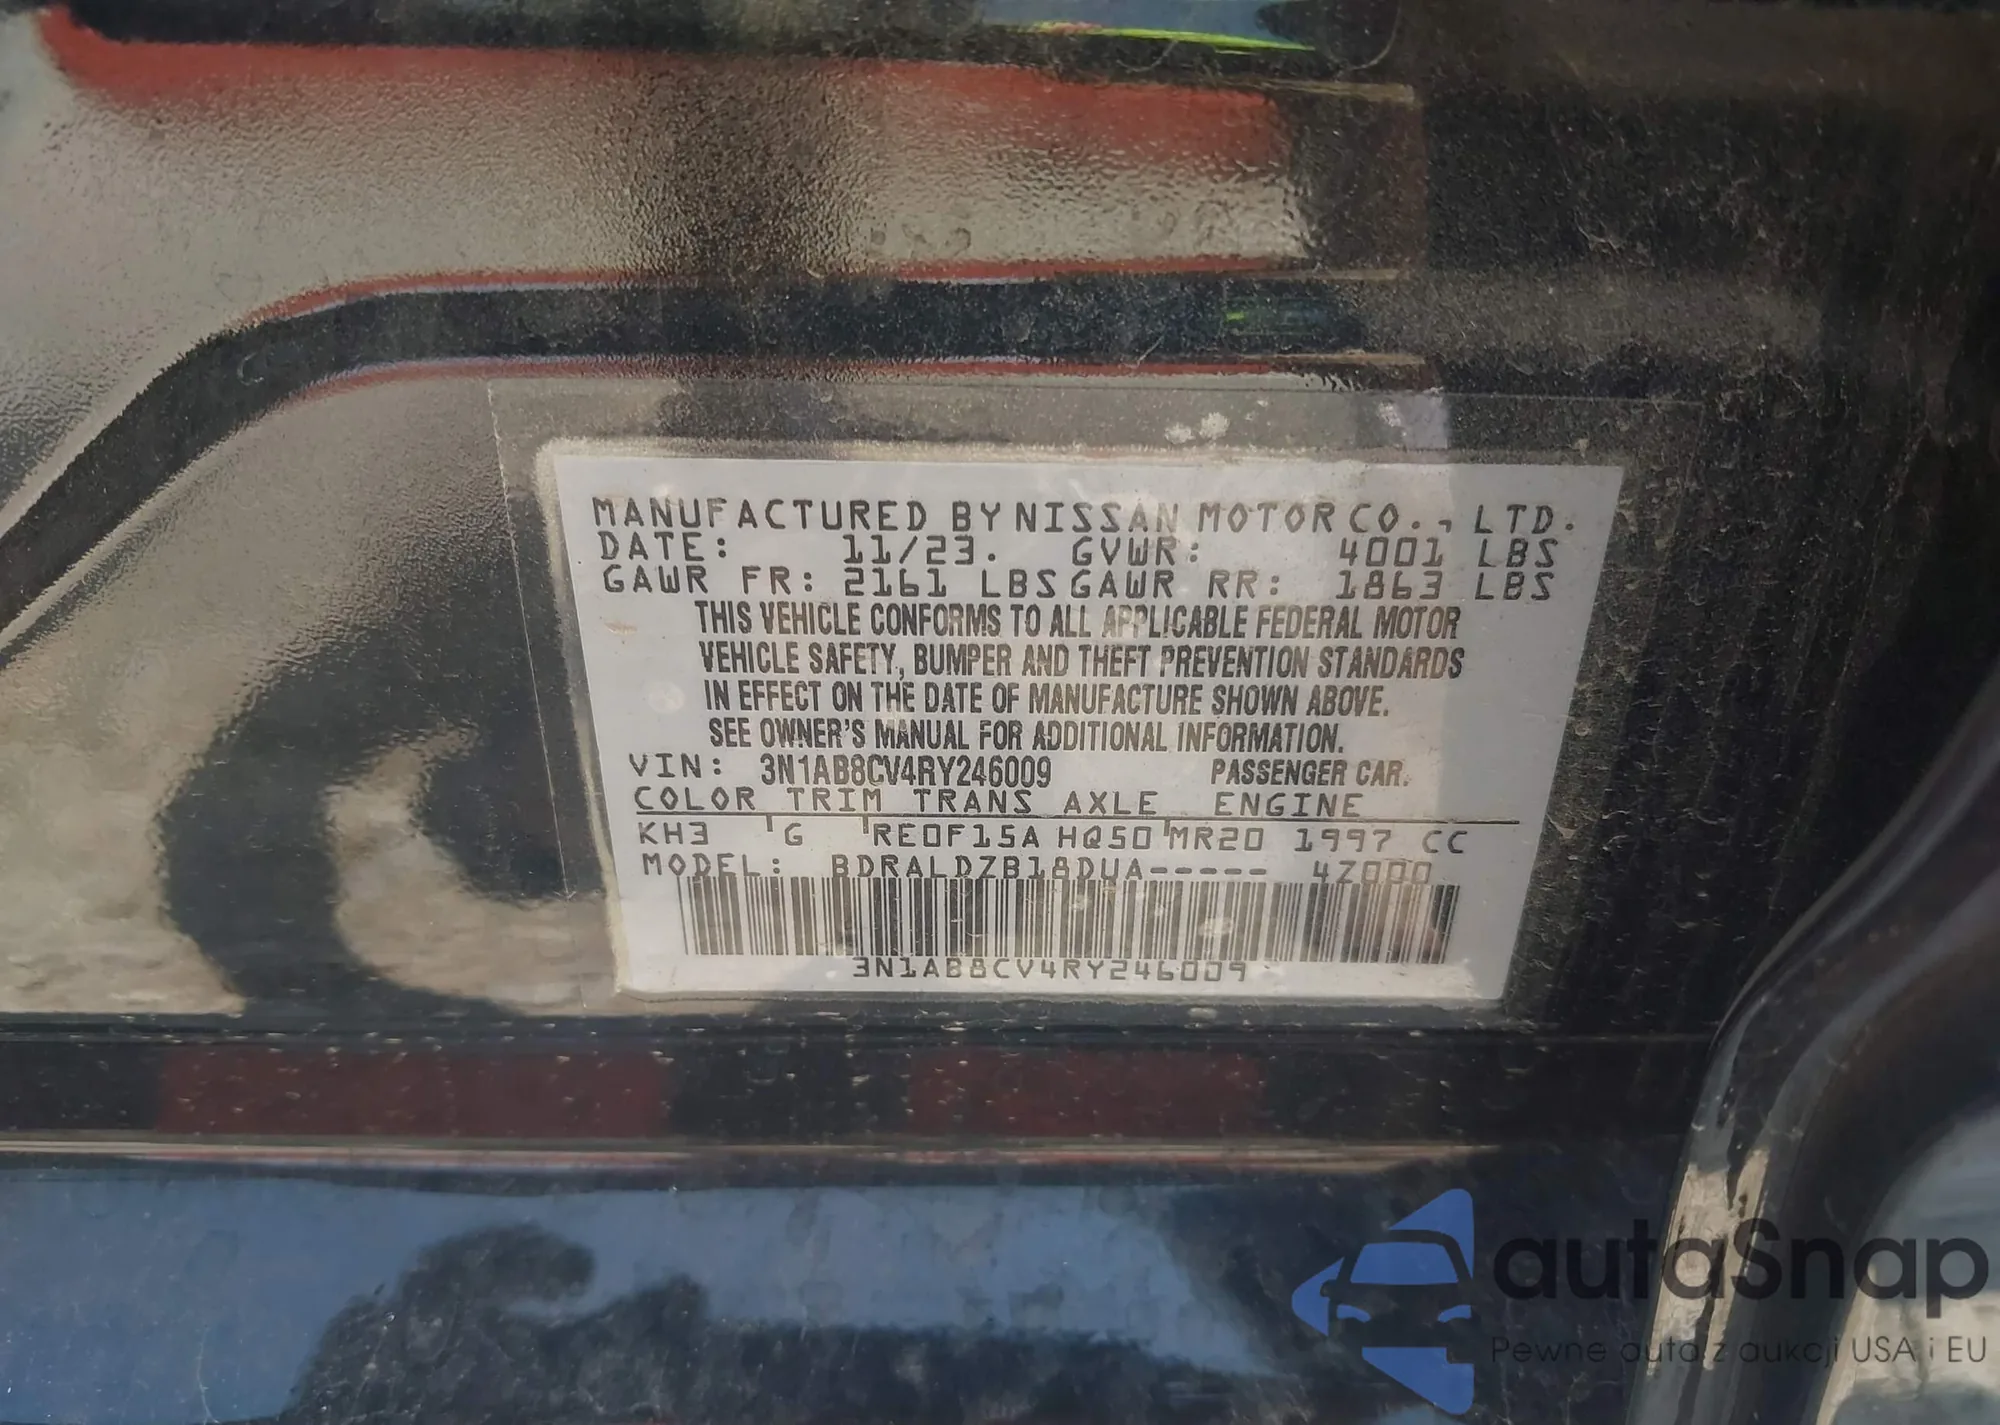 MANUFACTURED BY NISSAN MOTOR CO., LTD.
DATE: 11/23. GVWR: 4001 LBS
GAWR FR: 2161 LBS GAWR RR: 1863 LBS
THIS VEHICLE CONFORMS TO ALL APPLICABLE FEDERAL MOTOR
VEHICLE SAFETY, BUMPER AND THEFT PREVENTION STANDARDS
IN EFFECT ON THE DATE OF MANUFACTURE SHOWN ABOVE.
SEE OWNER'S MANUAL FOR ADDITIONAL INFORMATION.
VIN: 3N1AB8CV4RY246009 PASSENGER CAR.
COLOR TRIM TRANS AXLE ENGINE
KH3 G RE0F15A HQ50 MR20 1997 CC
MODEL: BDRALDZB18DUA----- 4Z000
3N1AB8CV4RY246009
autaSnap
Pewne auta z aukcji USA i EU